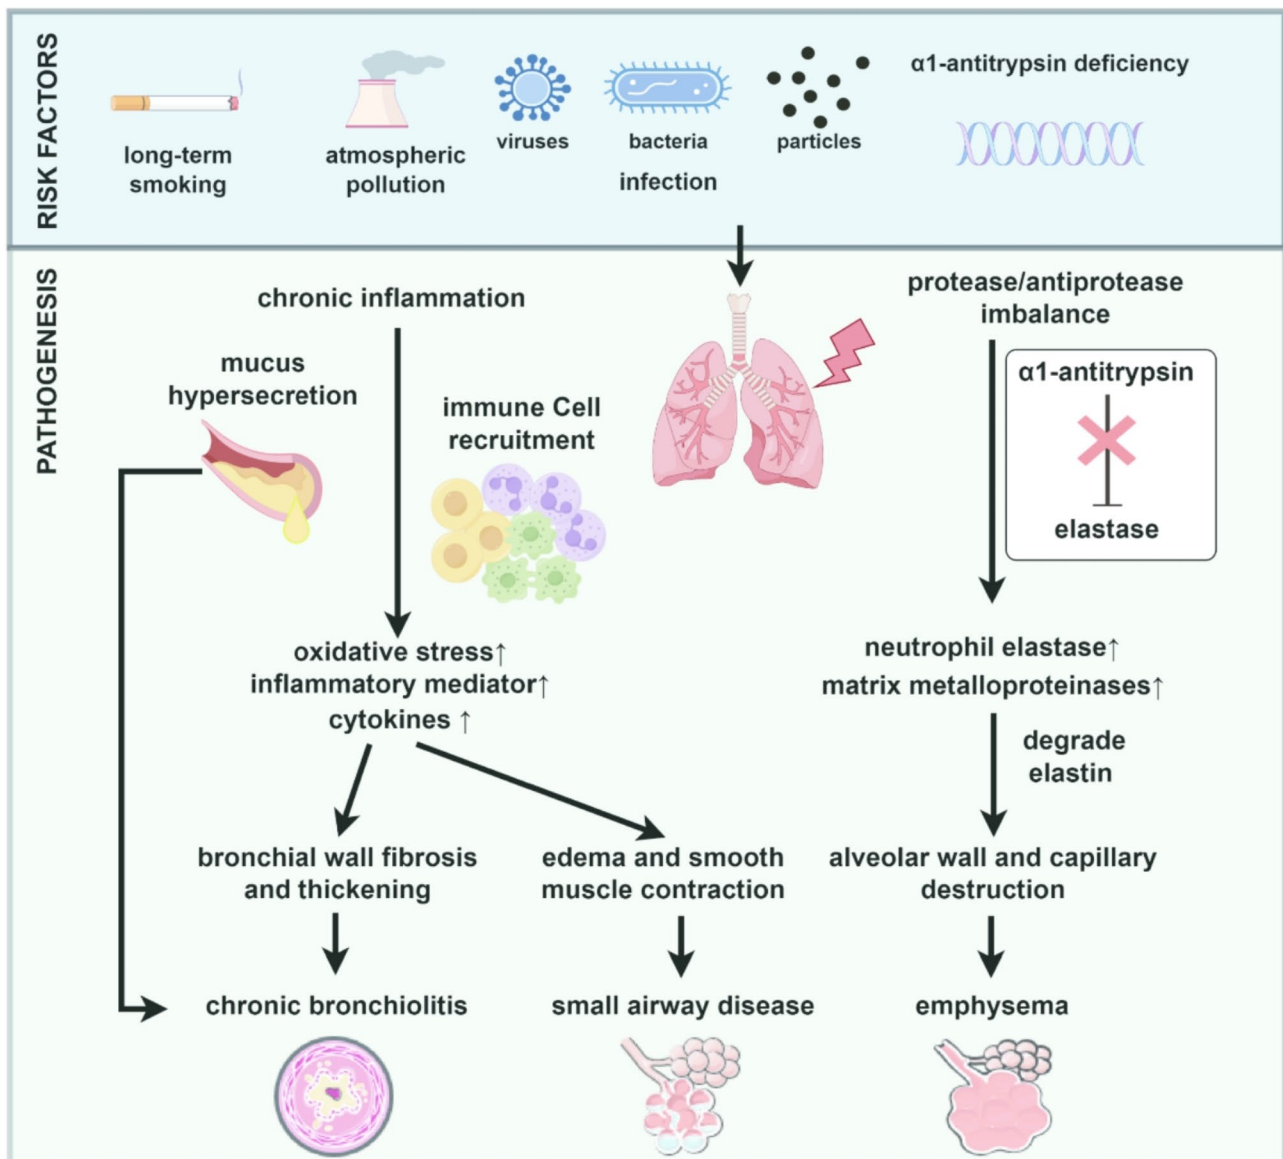 RISK FACTORS
long-term
smoking
atmospheric
pollution
viruses
bacteria
infection
particles
α1-antitrypsin deficiency
PATHOGENESIS
chronic inflammation
mucus
hypersecretion
immune Cell
recruitment
protease/antiprotease
imbalance
α1-antitrypsin
elastase
oxidative stress↑
inflammatory mediator↑
cytokines ↑
neutrophil elastase↑
matrix metalloproteinases↑
degrade
elastin
bronchial wall fibrosis
and thickening
edema and smooth
muscle contraction
alveolar wall and capillary
destruction
chronic bronchiolitis
small airway disease
emphysema